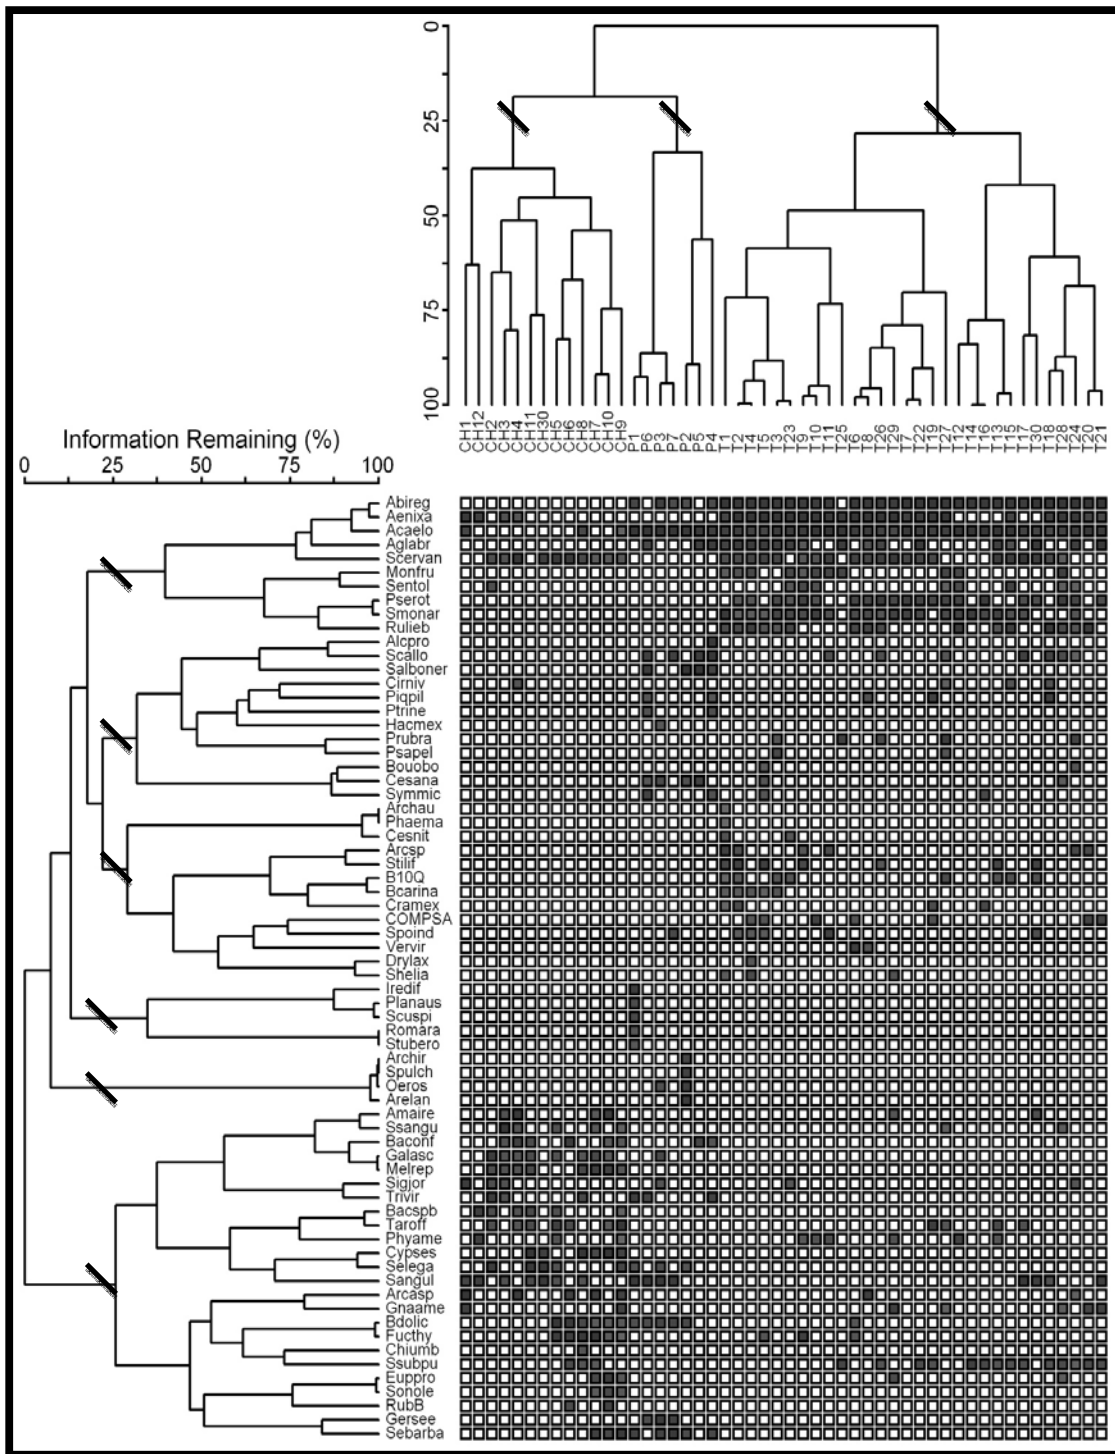 0
25
50
75
100
CH1
CH12
CH2
CH3
CH4
CH11
CH30
CH5
CH6
CH8
CH7
CH10
CH9
P1
P6
P3
P7
P2
P5
P4
T1
T2
T4
T5
T3
T23
T9
T10
T11
T25
T6
T8
T26
T29
T7
T22
T19
T27
T12
T14
T16
T13
T15
T17
T30
T18
T28
T24
T20
T21
Information Remaining (%)
0 25 50 75 100
Abireg
Aenixa
Acaelo
Aglabr
Scervan
Monfru
Sentol
Pserot
Smonar
Rulieb
Alcpro
Scallo
Salboner
Cirniv
Piqpil
Ptrine
Hacmex
Prubra
Psapel
Bouobo
Cesana
Symmic
Archau
Phaema
Cesnit
Arcsp
Stilif
B10Q
Bcarina
Cramex
COMPSA
Spoind
Vervir
Drylax
Shelia
Iredif
Planaus
Scuspi
Romara
Stubero
Archir
Spulch
Oeros
Arelan
Amaire
Ssangu
Baconf
Galasc
Melrep
Sigjor
Trivir
Bacspb
Taroff
Phyame
Cypses
Selega
Sangul
Arcasp
Gnaame
Bdolic
Fucthy
Chiumb
Ssubpu
Euppro
Sonole
RubB
Gersee
Sebarba